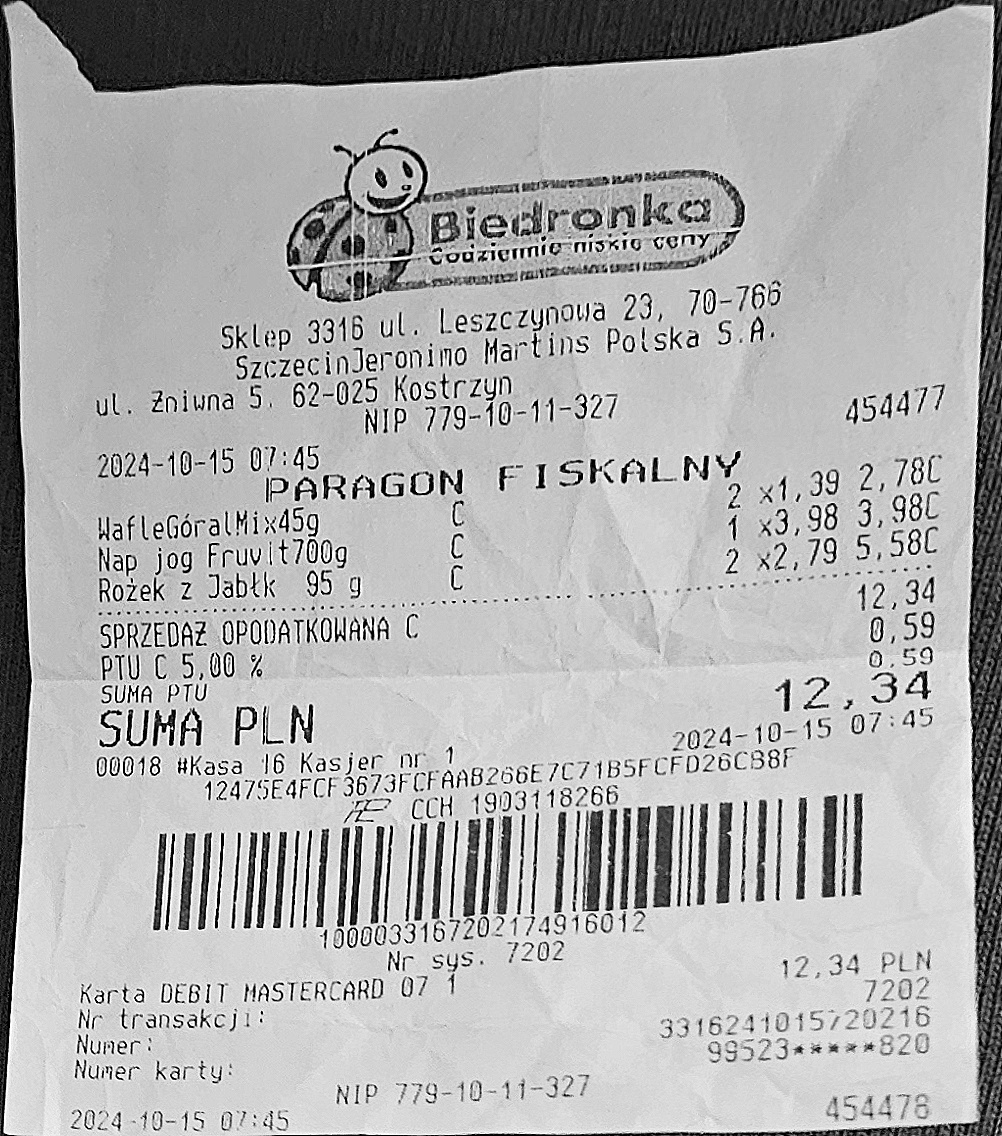 Biedronka
Codziennie niskie ceny
Sklep 3316 ul. Leszczynowa 23, 70-766
SzczecinJeronimo Martins Polska S.A.
ul. Żniwna 5, 62-025 Kostrzyn
NIP 779-10-11-327
2024-10-15 07:45 454477
PARAGON FISKALNY
WafleGóralMix45g C 2 x1,39 2,78C
Nap jog Fruvit700g C 1 x3,98 3,98C
Rożek z Jabłk 95 g C 2 x2,79 5,58C
SPRZEDAŻ OPODATKOWANA C 12,34
PTU C 5,00 % 0,59
SUMA PTU 0,59
SUMA PLN 12,34
00018 #Kasa 16 Kasjer nr 1 2024-10-15 07:45
12475E4FCF3673FCFAAB266E7C71B5FCFD26CB8F
CCH 1903118266
1000033167202174916012
Nr sys. 7202
Karta DEBIT MASTERCARD 07 1 12,34 PLN
Nr transakcji: 7202
Numer: 3316241015720216
Numer karty: 99523*****820
NIP 779-10-11-327
2024-10-15 07:45 454478